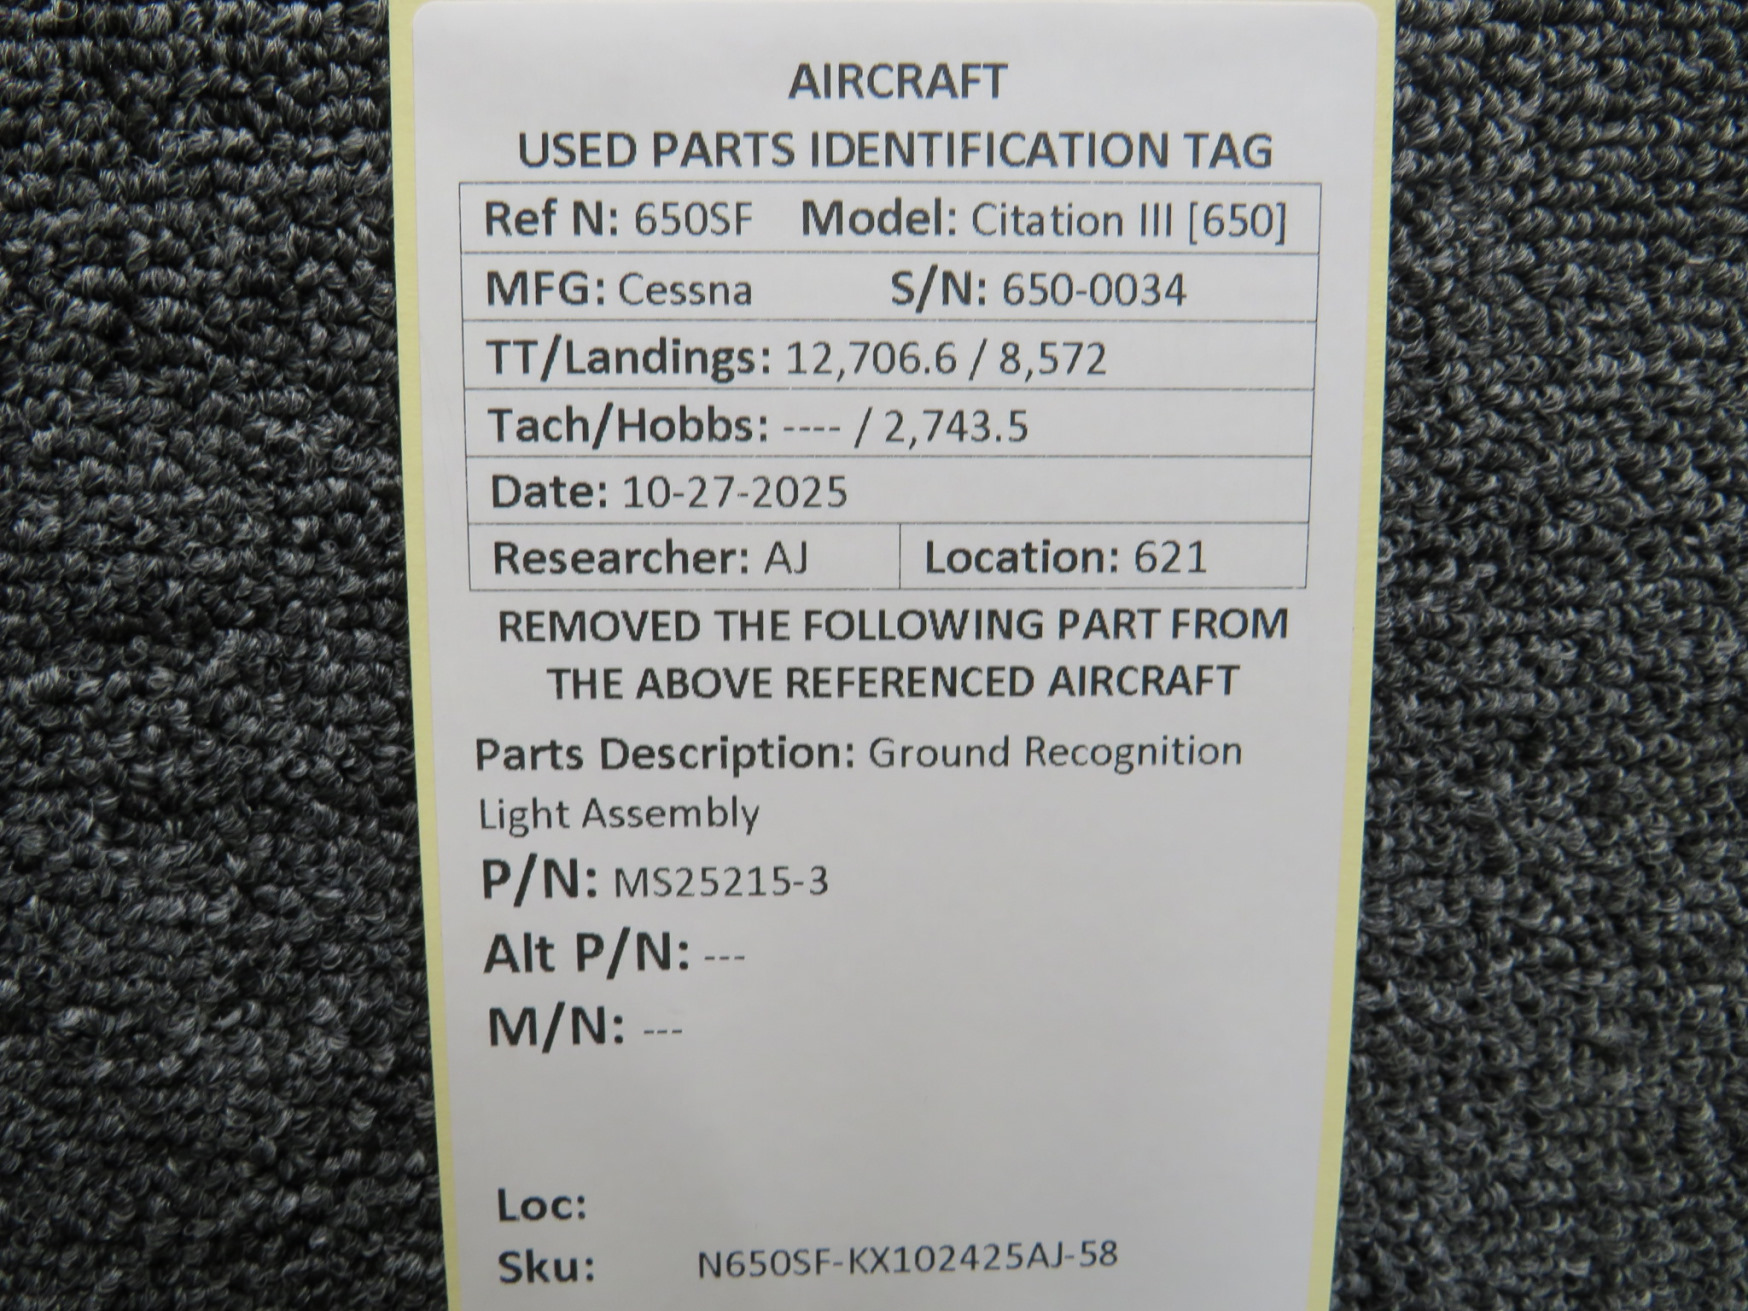 AIRCRAFT
USED PARTS IDENTIFICATION TAG
Ref N: 650SF Model: Citation III [650]
MFG: Cessna S/N: 650-0034
TT/Landings: 12,706.6 / 8,572
Tach/Hobbs: ---- / 2,743.5
Date: 10-27-2025
Researcher: AJ Location: 621
REMOVED THE FOLLOWING PART FROM
THE ABOVE REFERENCED AIRCRAFT
Parts Description: Ground Recognition
Light Assembly
P/N: MS25215-3
Alt P/N: ---
M/N: ---
Loc:
Sku: N650SF-KX102425AJ-58